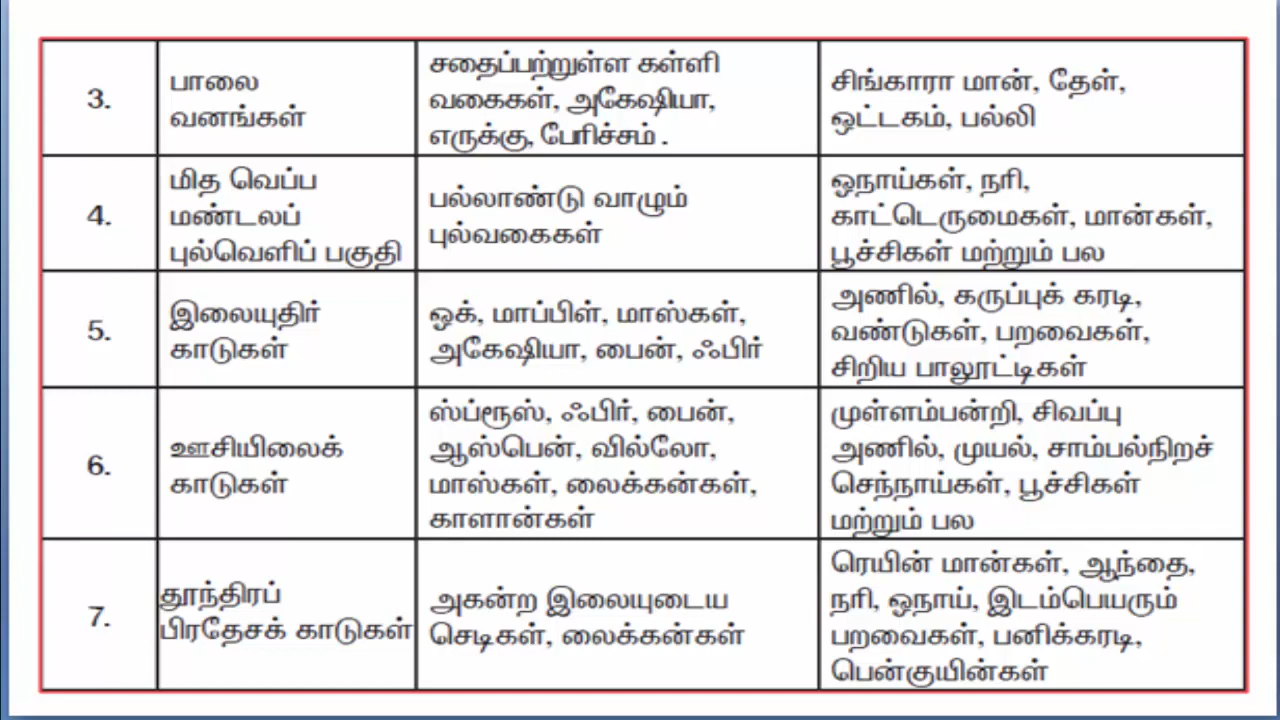 3.
பாலை
வனங்கள்
சதைப்பற்றுள்ள கள்ளி
வகைகள், அகேஷியா,
எருக்கு, பேரிச்சம் .
சிங்காரா மான், தேள்,
ஒட்டகம், பல்லி
4.
மித வெப்ப
மண்டலப்
புல்வெளிப் பகுதி
பல்லாண்டு வாழும்
புல்வகைகள்
ஓநாய்கள், நரி,
காட்டெருமைகள், மான்கள்,
பூச்சிகள் மற்றும் பல
5.
இலையுதிர்
காடுகள்
ஓக், மாப்பிள், மாஸ்கள்,
அகேஷியா, பைன், ஃபிர்
அணில், கருப்புக் கரடி,
வண்டுகள், பறவைகள்,
சிறிய பாலூட்டிகள்
6.
ஊசியிலைக்
காடுகள்
ஸ்ப்ரூஸ், ஃபிர், பைன்,
ஆஸ்பென், வில்லோ,
மாஸ்கள், லைக்கன்கள்,
காளான்கள்
முள்ளம்பன்றி, சிவப்பு
அணில், முயல், சாம்பல்நிறச்
செந்நாய்கள், பூச்சிகள்
மற்றும் பல
7.
தூந்திரப்
பிரதேசக் காடுகள்
அகன்ற இலையுடைய
செடிகள், லைக்கன்கள்
ரெயின் மான்கள், ஆந்தை,
நரி, ஓநாய், இடம்பெயரும்
பறவைகள், பனிக்கரடி,
பென்குயின்கள்